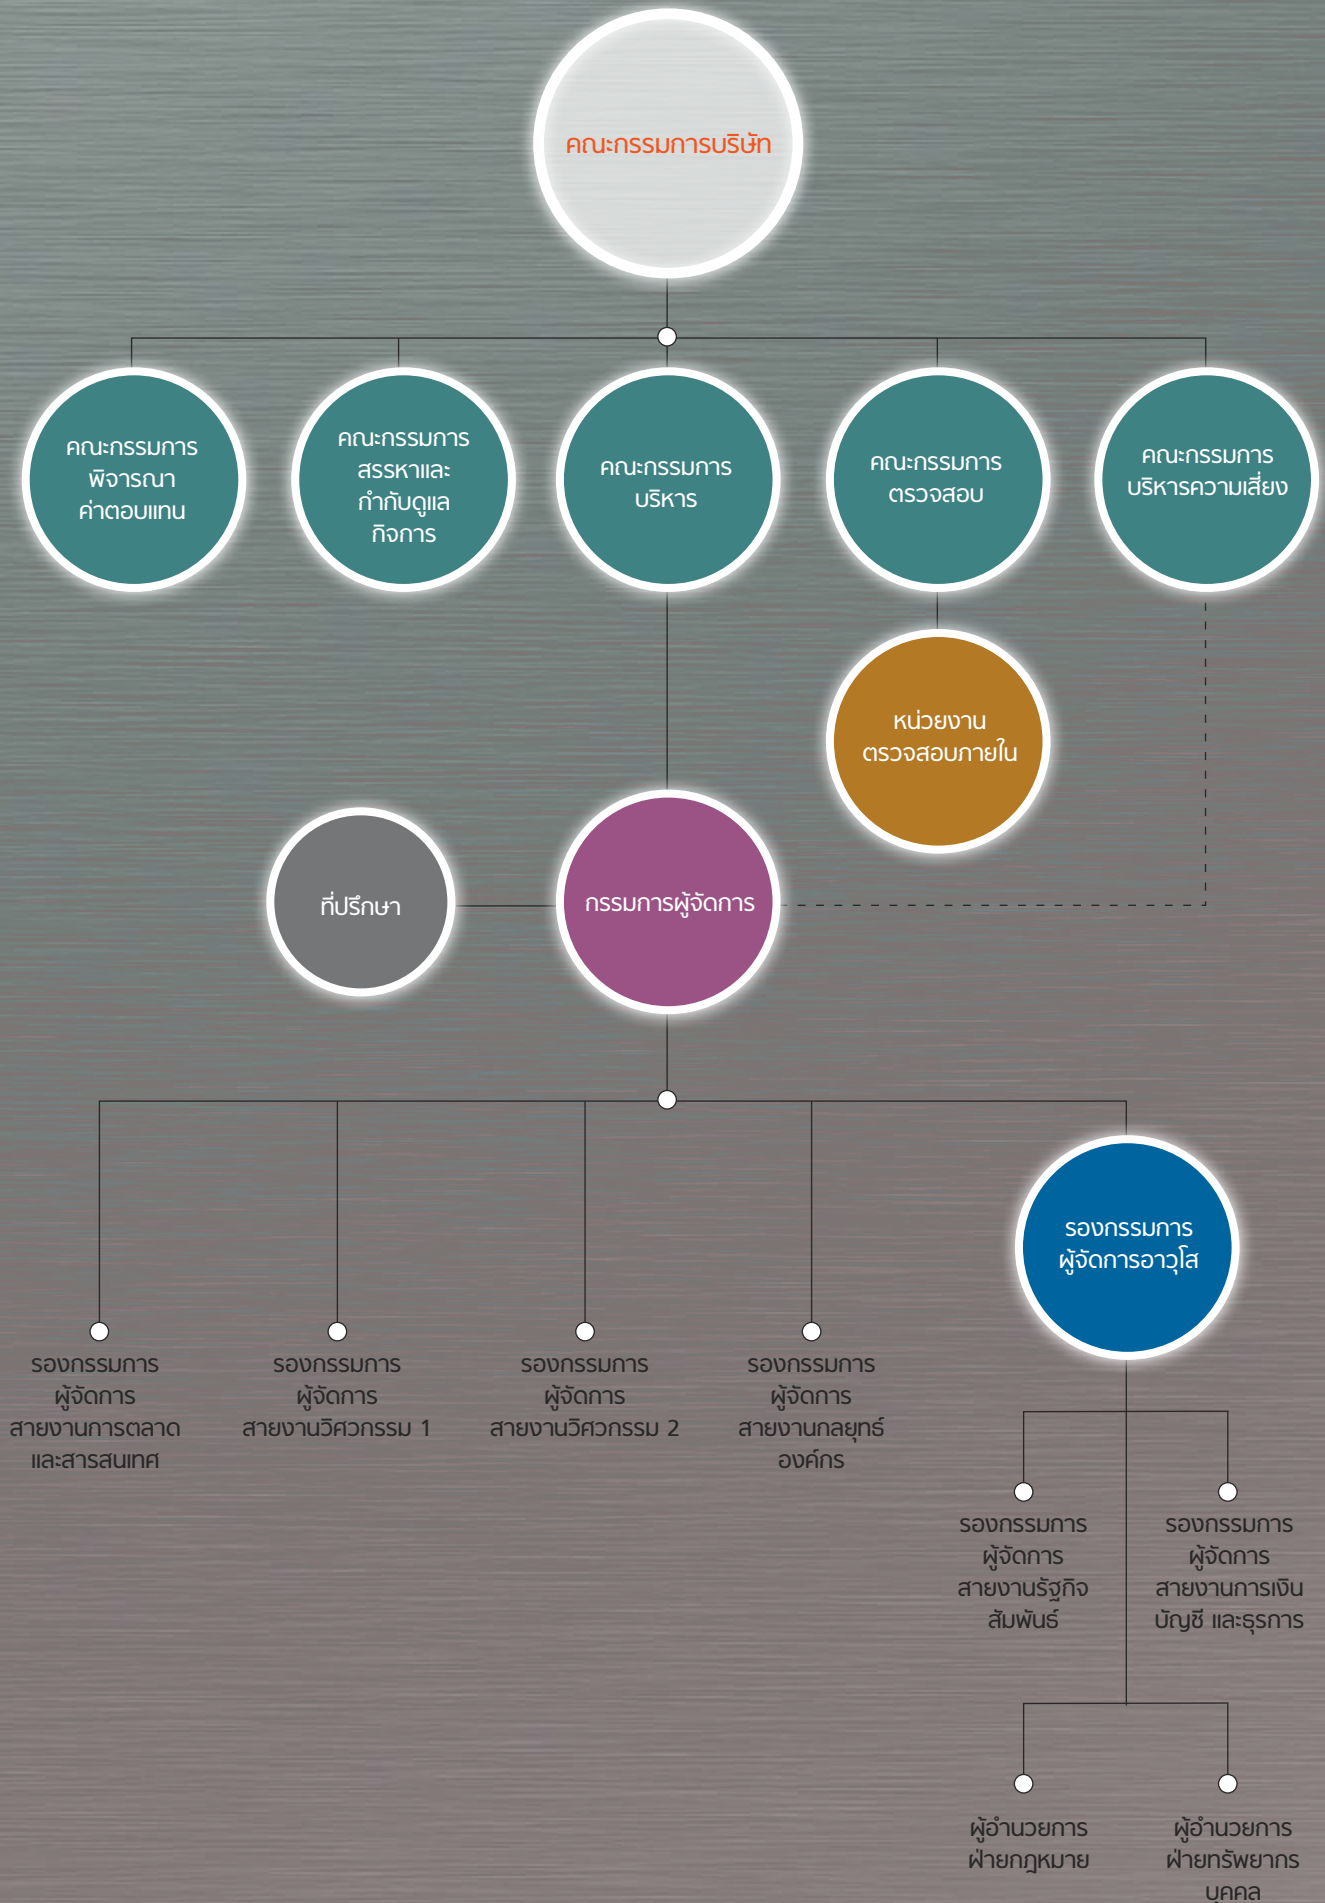 คณะกรรมการบริษัท
คณะกรรมการ
พิจารณา
ค่าตอบแทน
คณะกรรมการ
สรรหาและ
กำกับดูแล
กิจการ
คณะกรรมการ
บริหาร
คณะกรรมการ
ตรวจสอบ
คณะกรรมการ
บริหารความเสี่ยง
หน่วยงาน
ตรวจสอบภายใน
ที่ปรึกษา
กรรมการผู้จัดการ
รองกรรมการ
ผู้จัดการอาวุโส
รองกรรมการ
ผู้จัดการ
สายงานการตลาด
และสารสนเทศ
รองกรรมการ
ผู้จัดการ
สายงานวิศวกรรม 1
รองกรรมการ
ผู้จัดการ
สายงานวิศวกรรม 2
รองกรรมการ
ผู้จัดการ
สายงานกลยุทธ์
องค์กร
รองกรรมการ
ผู้จัดการ
สายงานรัฐกิจ
สัมพันธ์
รองกรรมการ
ผู้จัดการ
สายงานการเงิน
บัญชี และธุรการ
ผู้อำนวยการ
ฝ่ายกฎหมาย
ผู้อำนวยการ
ฝ่ายทรัพยากร
บุคคล